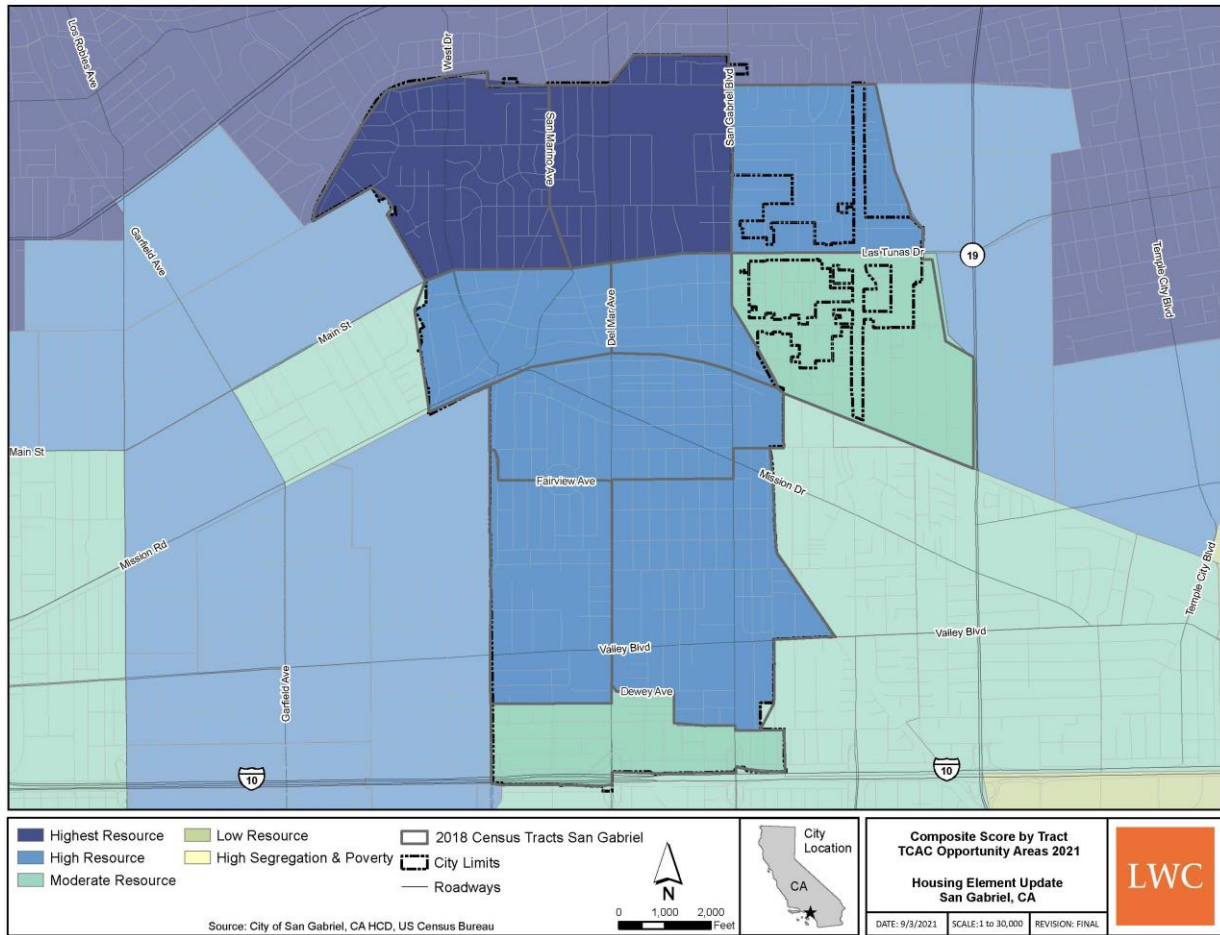 Los Robles Ave
West Dr
San Marino Ave
San Gabriel Blvd
Garfield Ave
Las Tunas Dr
19
Temple City Blvd
Main St
Del Mar Ave
Main St
Fairview Ave
Mission Dr
Mission Rd
Temple City Blvd
Valley Blvd
Valley Blvd
Garfield Ave
Dewey Ave
10
10
Highest Resource
High Resource
Moderate Resource
Low Resource
High Segregation & Poverty
2018 Census Tracts San Gabriel
City Limits
Roadways
N
0 1,000 2,000
Feet
Source: City of San Gabriel, CA HCD, US Census Bureau
City
Location
CA
Composite Score by Tract
TCAC Opportunity Areas 2021
Housing Element Update
San Gabriel, CA
DATE: 9/3/2021 SCALE:1 to 30,000 REVISION: FINAL
LWC